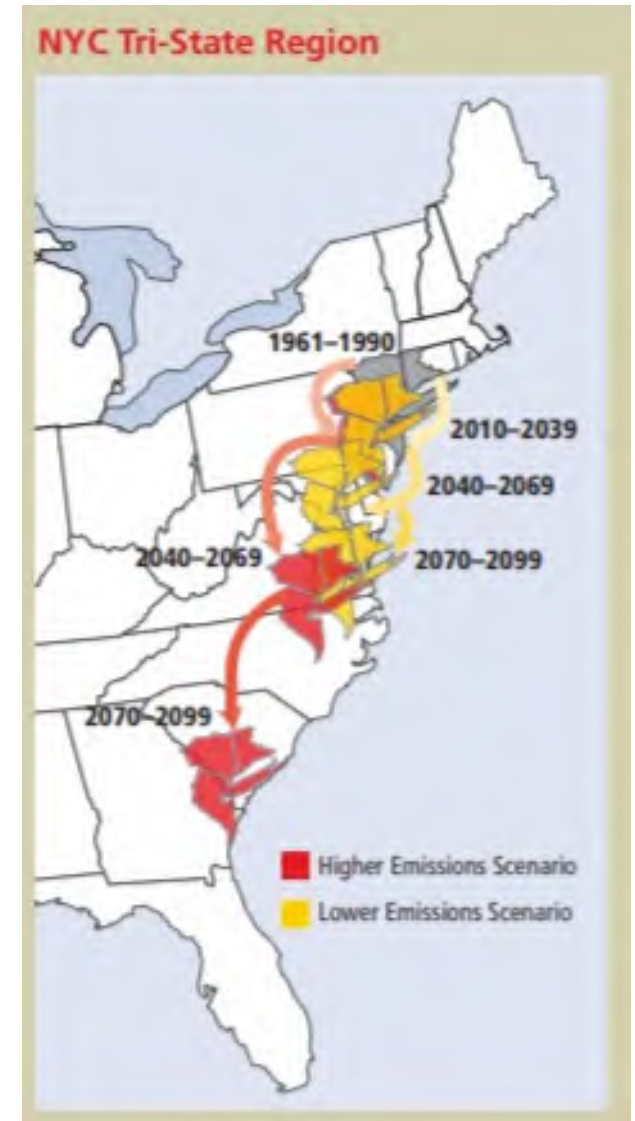 NYC Tri-State Region
1961–1990
2010–2039
2040–2069
2040–2069
2070–2099
2070–2099
Higher Emissions Scenario
Lower Emissions Scenario